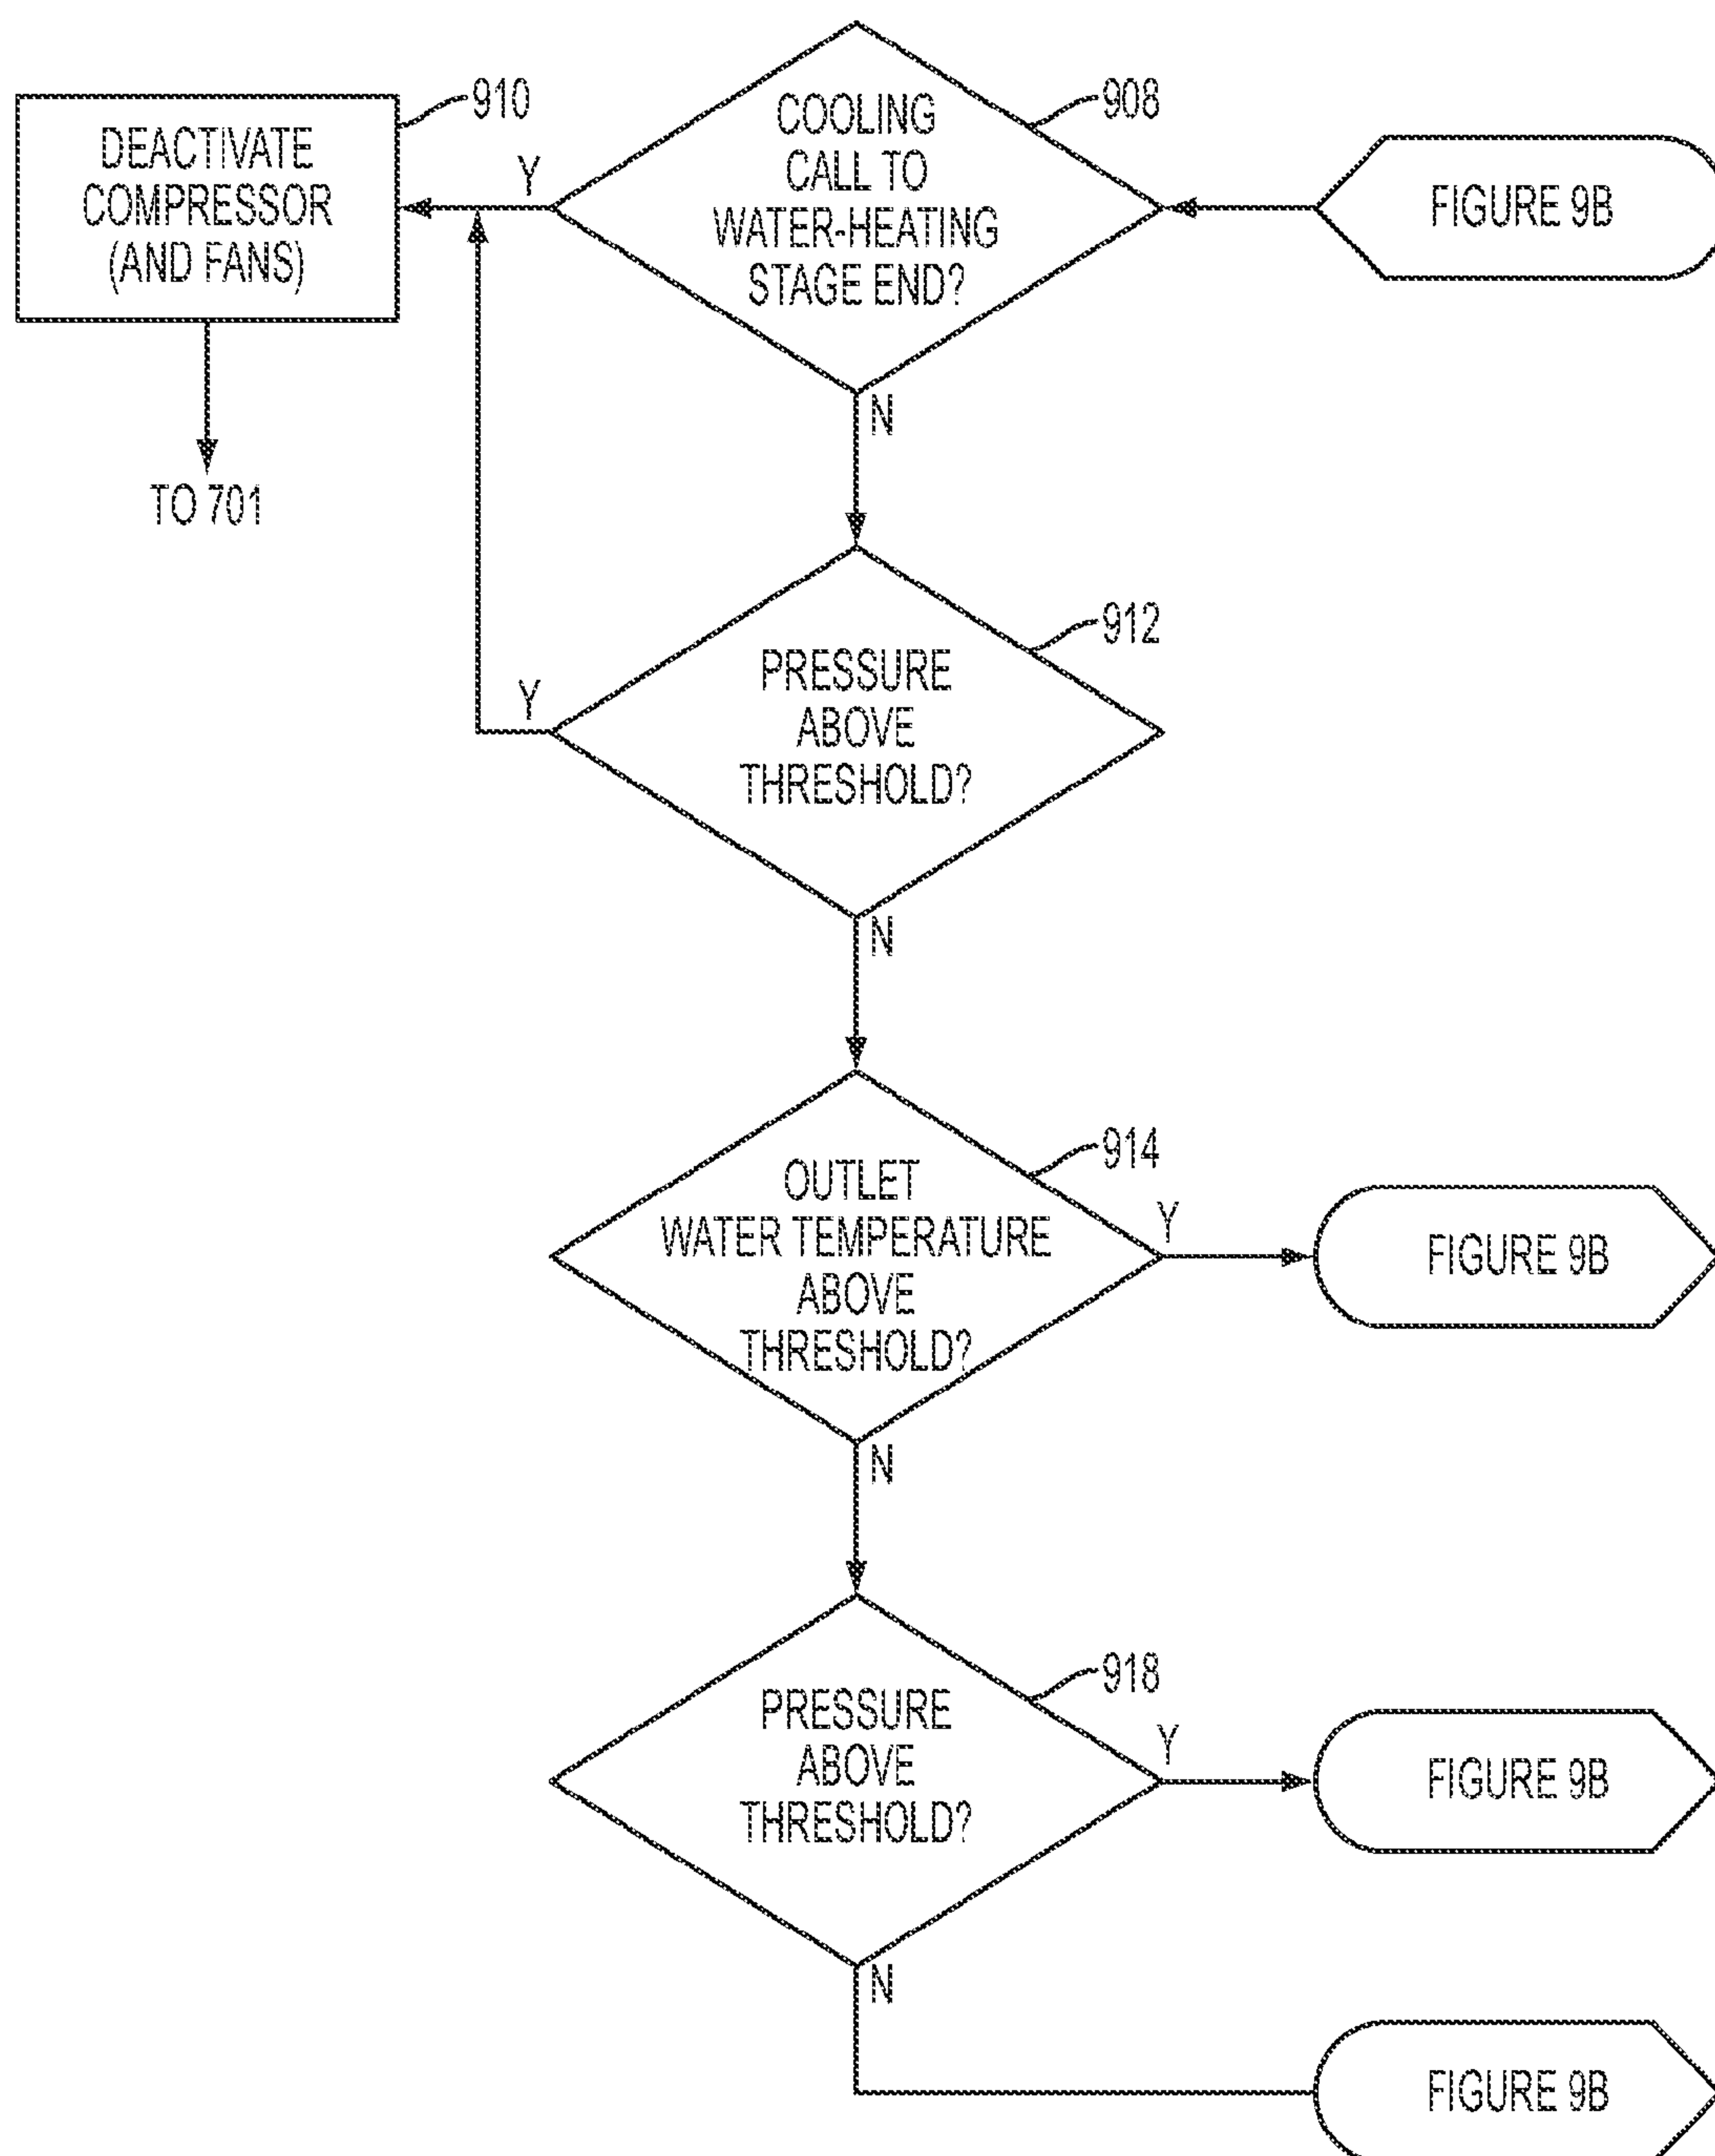 910
DEACTIVATE
COMPRESSOR
(AND FANS)
TO 701
908
COOLING
CALL TO
WATER-HEATING
STAGE END?
Y
N
FIGURE 9B
912
PRESSURE
ABOVE
THRESHOLD?
Y
N
914
OUTLET
WATER TEMPERATURE
ABOVE
THRESHOLD?
Y
N
FIGURE 9B
918
PRESSURE
ABOVE
THRESHOLD?
Y
N
FIGURE 9B
FIGURE 9B